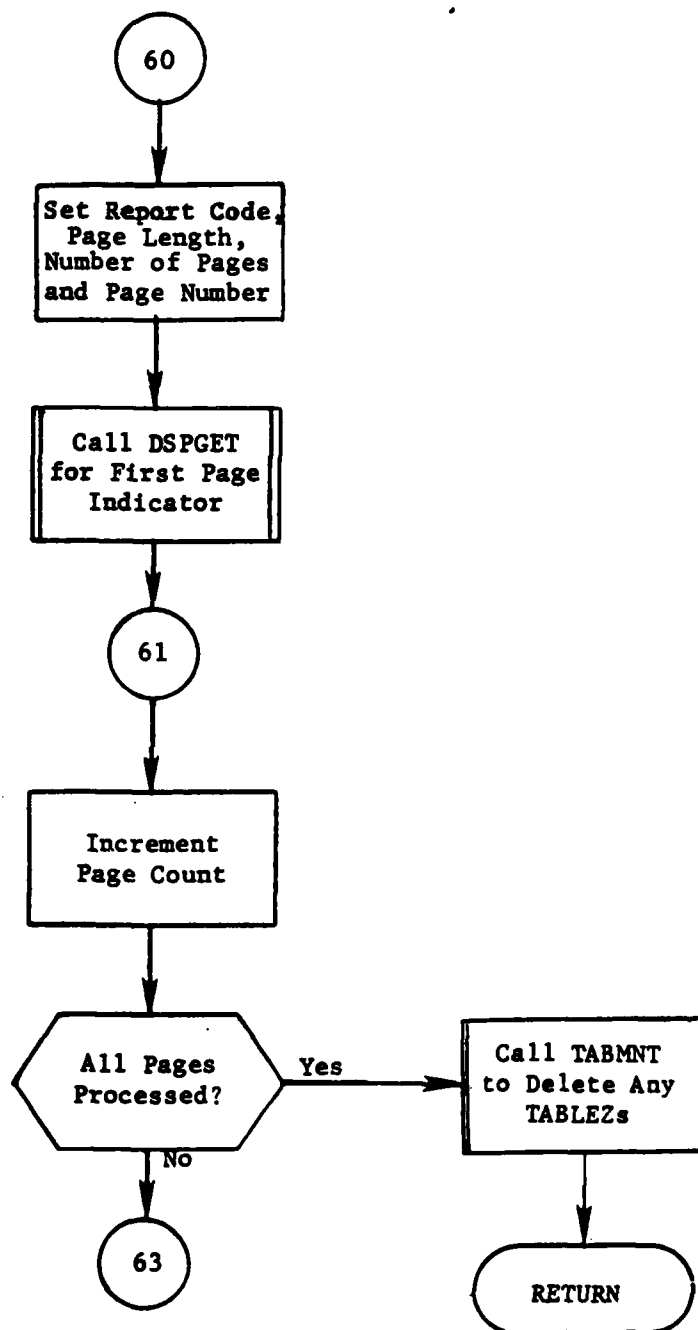 60
Set Report Code,
Page Length,
Number of Pages
and Page Number
Call DSPGET
for First Page
Indicator
61
Increment
Page Count
All Pages
Processed?
Yes
Call TABMNT
to Delete Any
TABLEZs
No
63
RETURN